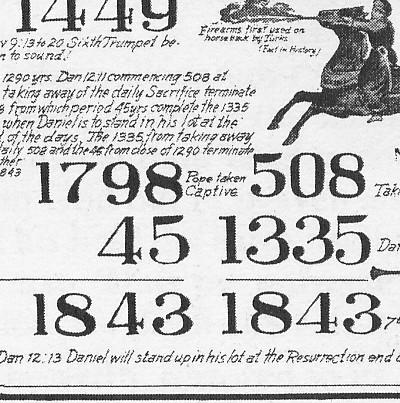 1449
v 9:13 to 20 Sixth Trumpet be-
n to sound.
Firearms first used on
horse back by Turks.
(Fact in History)
1290 yrs. Dan 12:11 commencing 508 at
taking away of the daily Sacrifice terminate
from which period 45 yrs complete the 1335
when Daniel is to stand in his lot at the
of the days. The 1335 from taking away
aily 508 and the 45 from close of 1290 terminate
ther
843
1798 Pope taken Captive
508
Tak
45
1335 Dan
1843
1843 7th
Dan 12:13 Daniel will stand up in his lot at the Resurrection end o